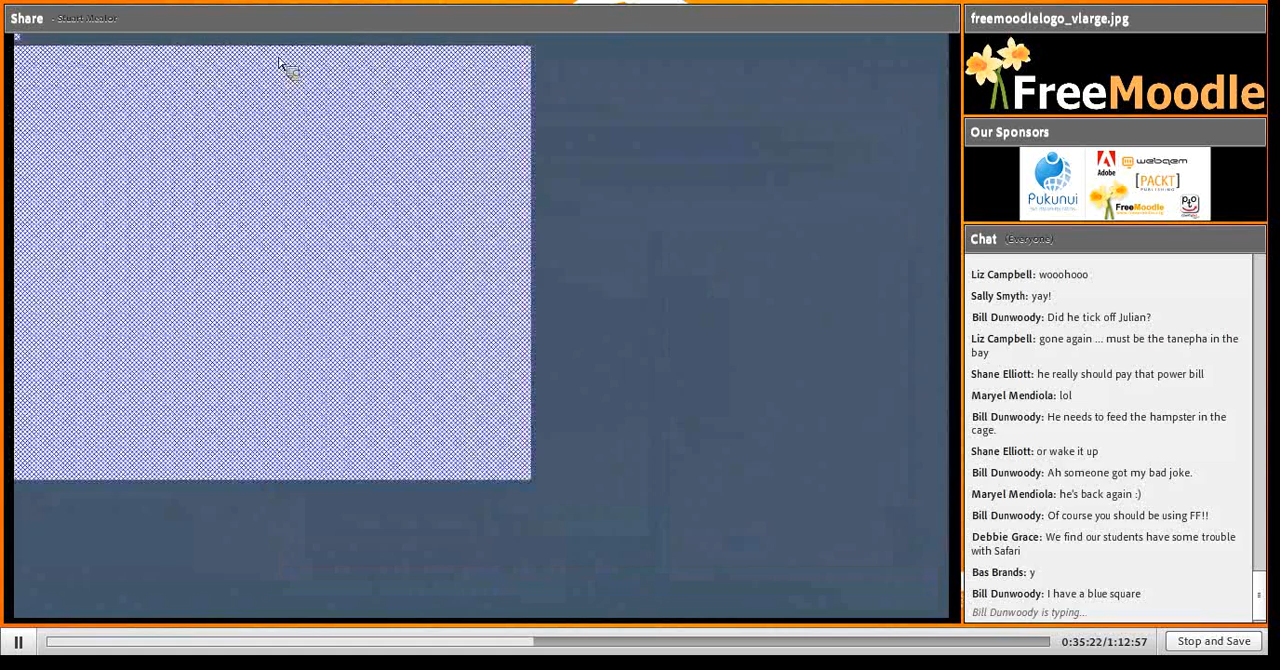 Share - Stuart Mealor
freemoodlelogo_vlarge.jpg
FreeMoodle
Our Sponsors
Pukunui
Adobe
webqem
[PACKT]
PUBLISHING
FreeMoodle
Chat (Everyone)
Liz Campbell: wooohooo
Sally Smyth: yay!
Bill Dunwoody: Did he tick off Julian?
Liz Campbell: gone again ... must be the tanepha in the
bay
Shane Elliott: he really should pay that power bill
Maryel Mendiola: lol
Bill Dunwoody: He needs to feed the hampster in the
cage.
Shane Elliott: or wake it up
Bill Dunwoody: Ah someone got my bad joke.
Maryel Mendiola: he's back again :)
Bill Dunwoody: Of course you should be using FF!!
Debbie Grace: We find our students have some trouble
with Safari
Bas Brands: y
Bill Dunwoody: I have a blue square
Bill Dunwoody is typing...
0:35:22/1:12:57
Stop and Save